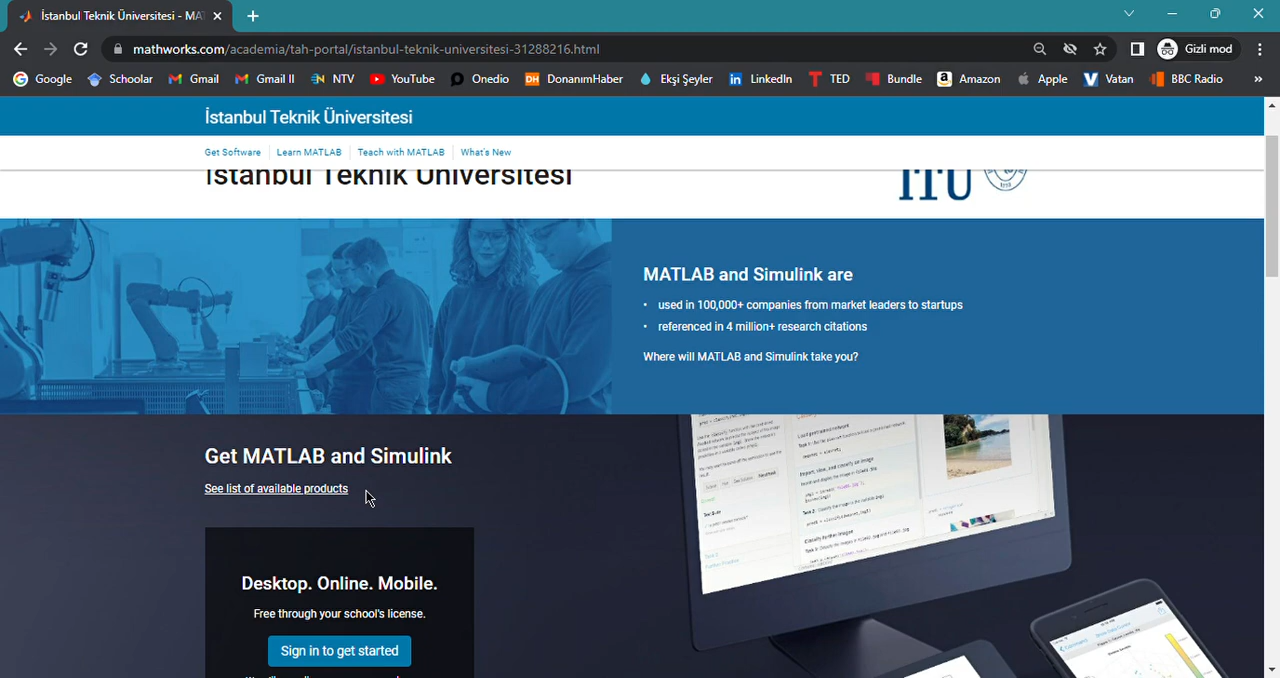 İstanbul Teknik Üniversitesi - MA
mathworks.com/academia/tah-portal/istanbul-teknik-universitesi-31288216.html
Gizli mod
Google
Schoolar
Gmail
Gmail II
NTV
YouTube
Onedio
DH DonanımHaber
Ekşi Şeyler
LinkedIn
TED
Bundle
Amazon
Apple
Vatan
BBC Radio
İstanbul Teknik Üniversitesi
Get Software
Learn MATLAB
Teach with MATLAB
What's New
İstanbul Teknik Üniversitesi
İTÜ
MATLAB and Simulink are
• used in 100,000+ companies from market leaders to startups
• referenced in 4 million+ research citations
Where will MATLAB and Simulink take you?
Get MATLAB and Simulink
See list of available products
Desktop. Online. Mobile.
Free through your school's license.
Sign in to get started